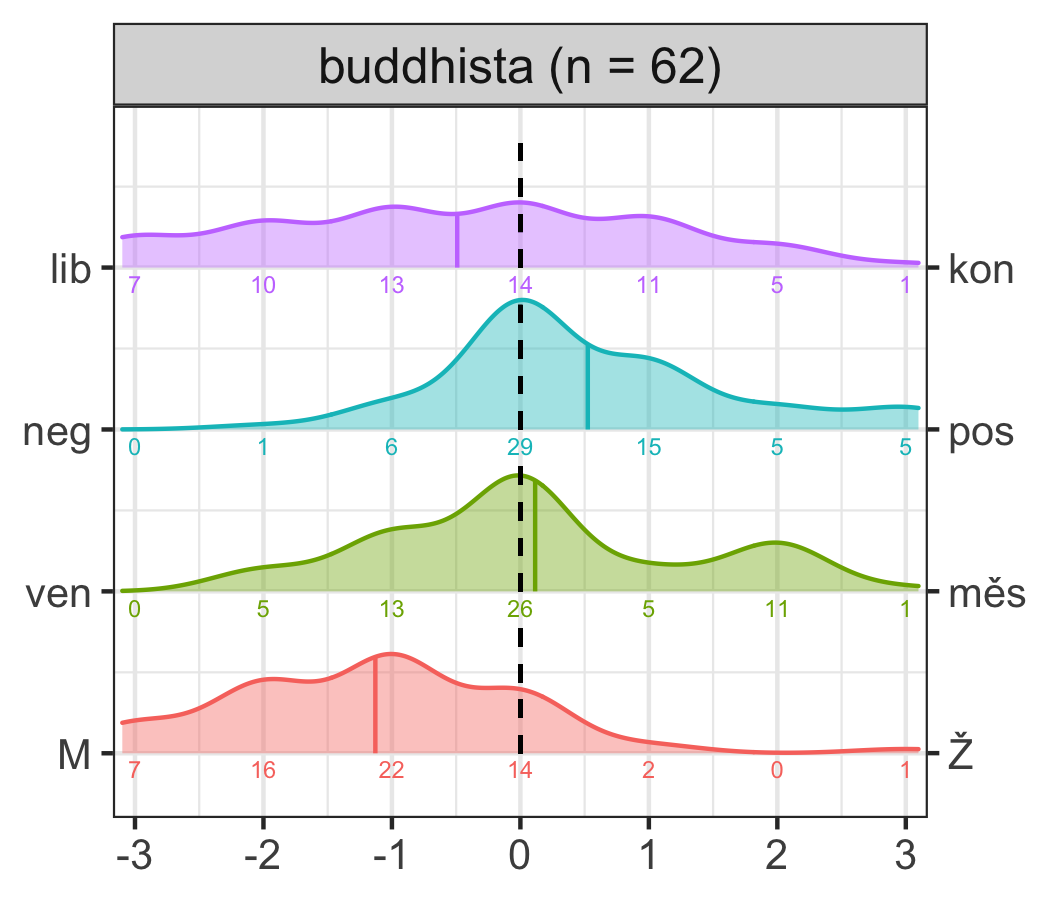 buddhista (n = 62)
lib kon
7 10 13 14 11 5 1
neg pos
0 1 6 29 15 5 5
ven měs
0 5 13 26 5 11 1
M Ž
7 16 22 14 2 0 1
-3 -2 -1 0 1 2 3